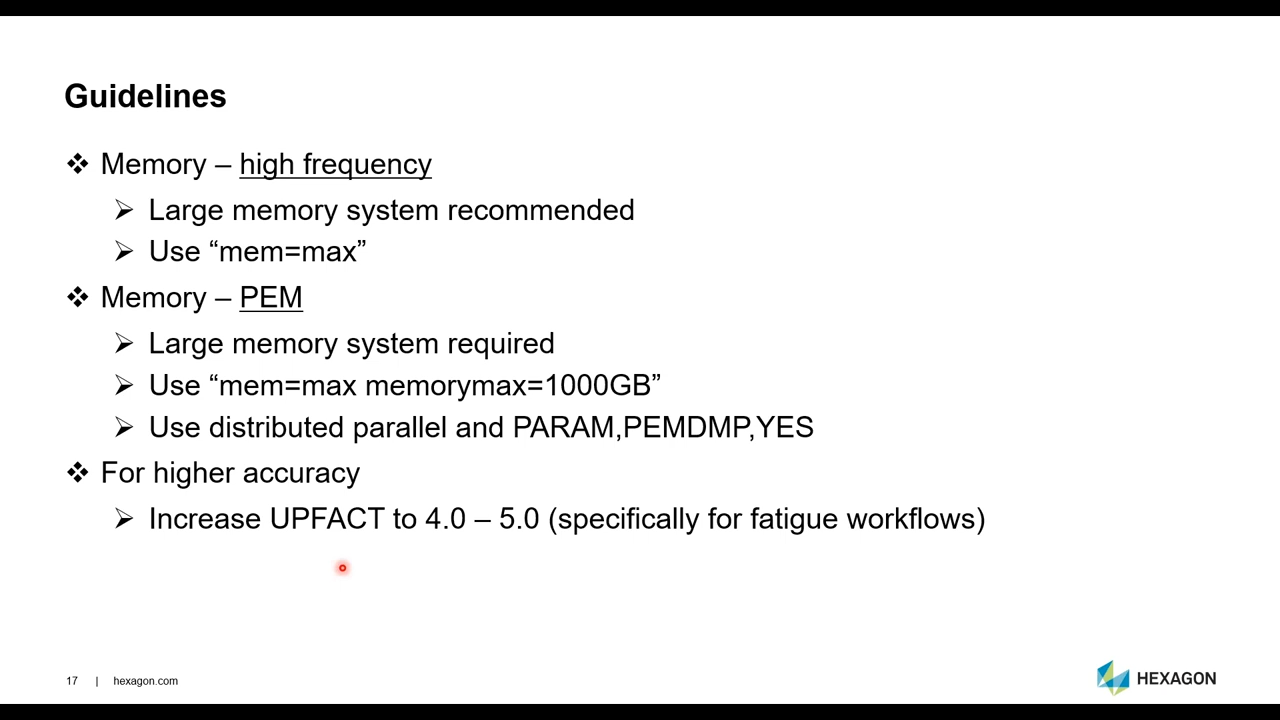 Guidelines
❖ Memory – high frequency
➢ Large memory system recommended
➢ Use “mem=max”
❖ Memory – PEM
➢ Large memory system required
➢ Use “mem=max memorymax=1000GB”
➢ Use distributed parallel and PARAM,PEMDMP,YES
❖ For higher accuracy
➢ Increase UPFACT to 4.0 – 5.0 (specifically for fatigue workflows)
17 | hexagon.com
HEXAGON